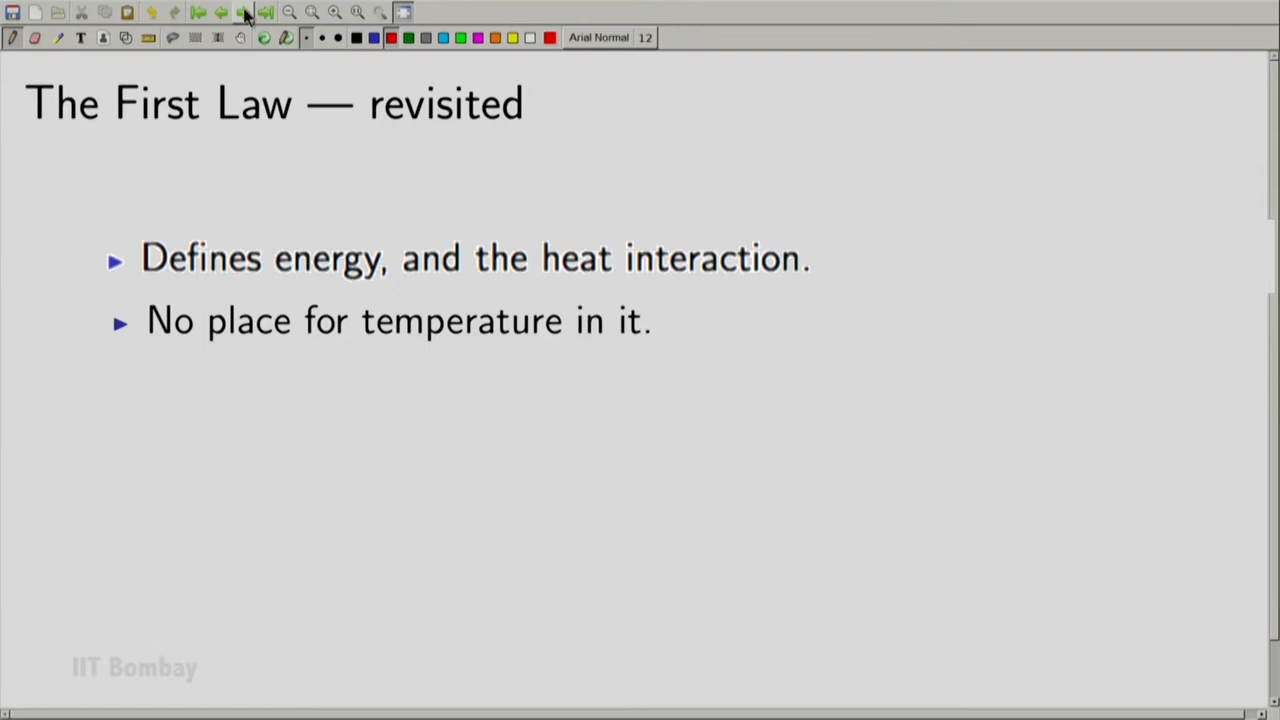 T
Arial Normal 12
The First Law — revisited
▶ Defines energy, and the heat interaction.
▶ No place for temperature in it.
IIT Bombay